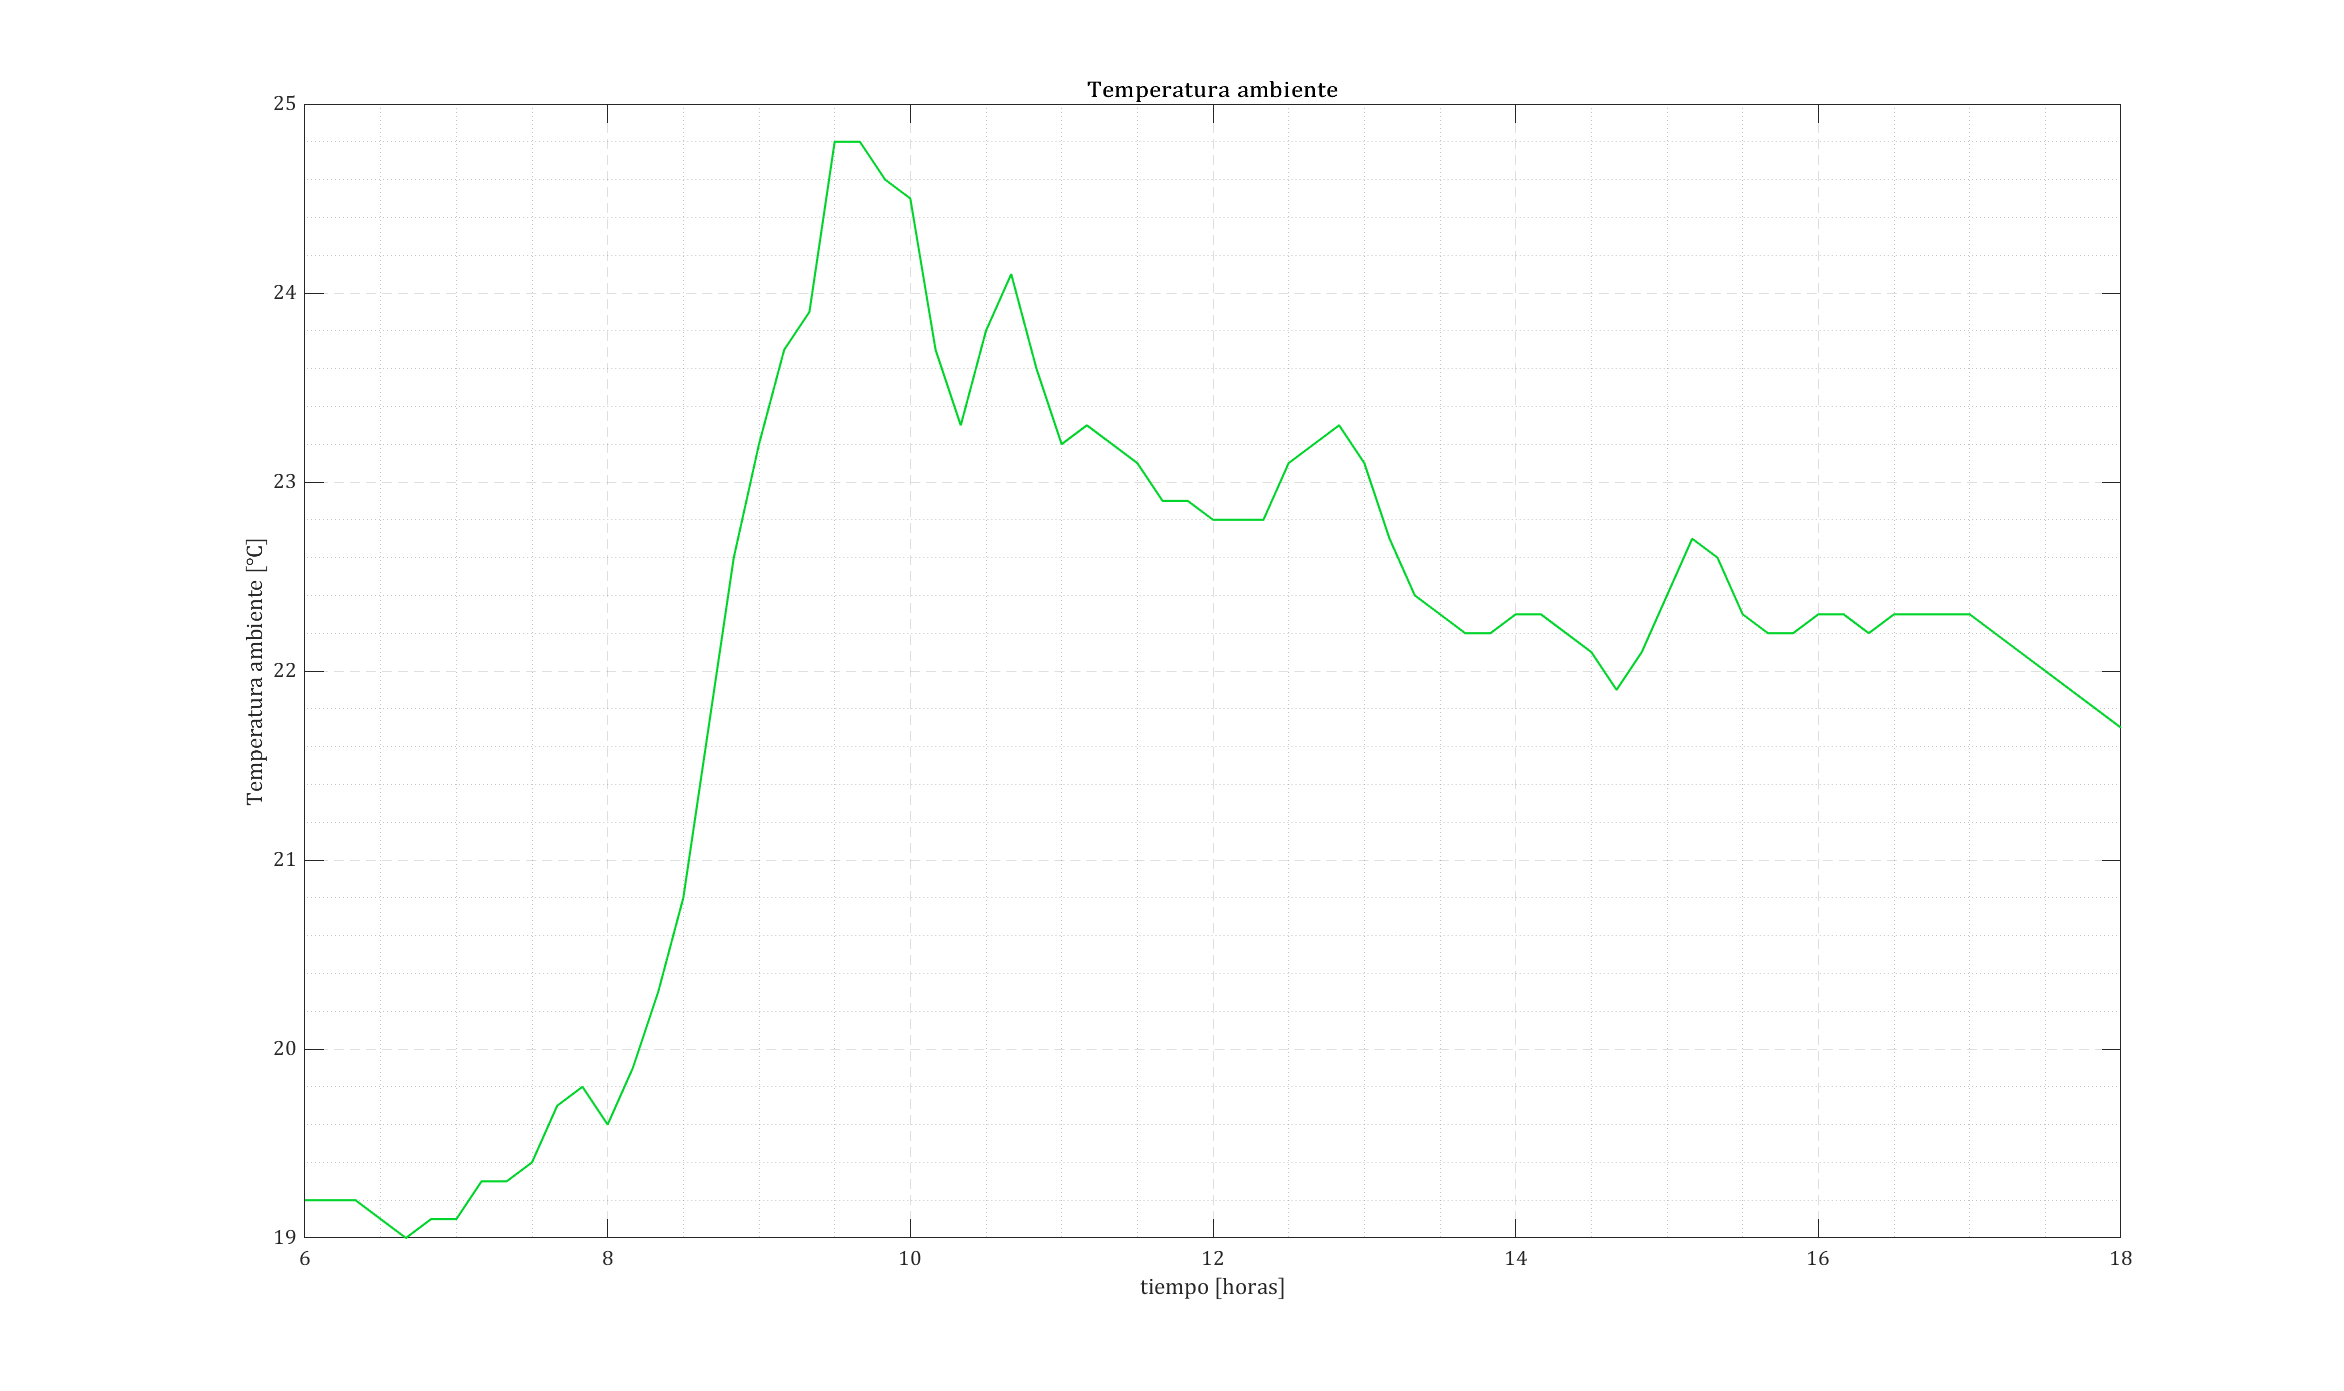 Temperatura ambiente
25
24
23
22
21
20
19
Temperatura ambiente [°C]
6 8 10 12 14 16 18
tiempo [horas]